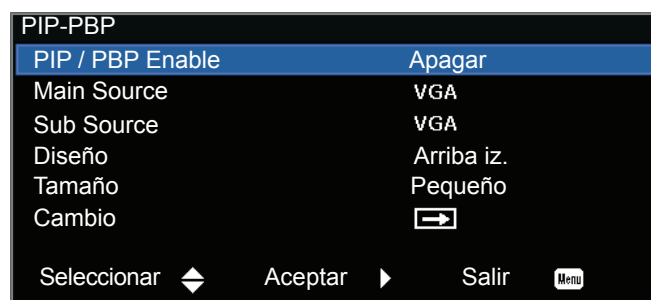 PIP-PBP
PIP / PBP Enable Apagar
Main Source VGA
Sub Source VGA
Diseño Arriba iz.
Tamaño Pequeño
Cambio
Seleccionar Aceptar Salir Menu